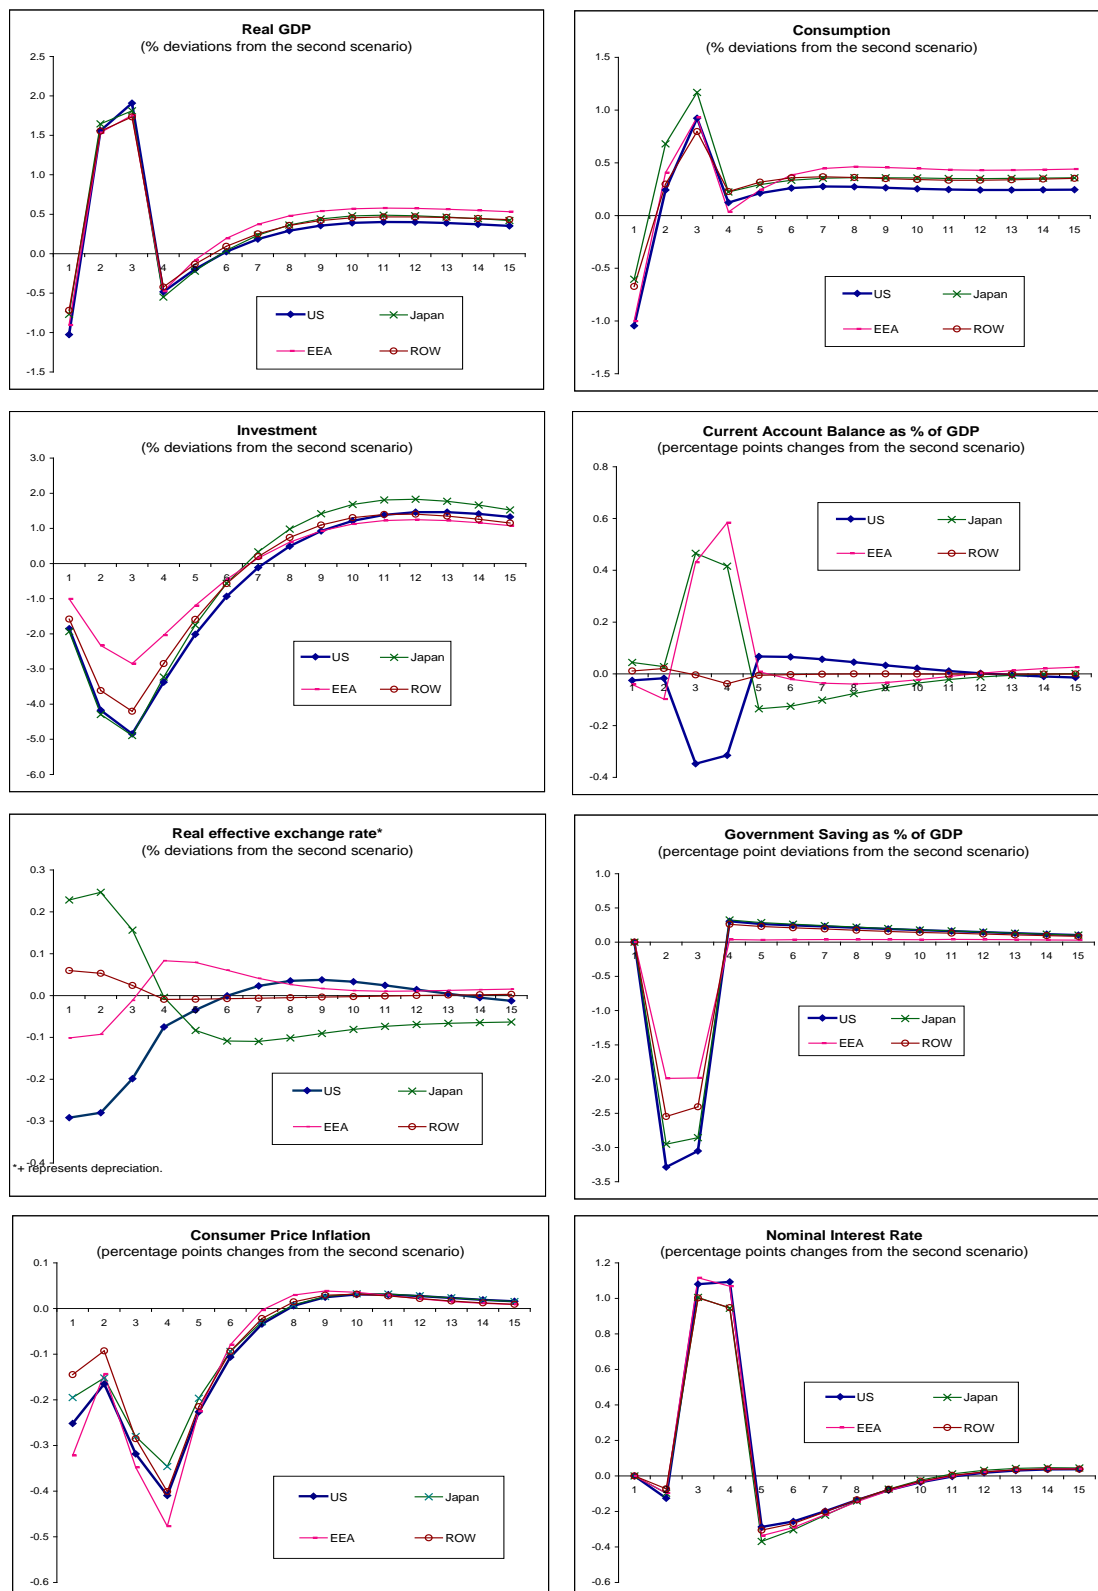 Real GDP
(% deviations from the second scenario)
2.5
2.0
1.5
1.0
0.5
0.0
-0.5
-1.0
-1.5
1 2 3 4 5 6 7 8 9 10 11 12 13 14 15
US Japan
EEA ROW
Consumption
(% deviations from the second scenario)
1.5
1.0
0.5
0.0
-0.5
-1.0
-1.5
1 2 3 4 5 6 7 8 9 10 11 12 13 14 15
US Japan
EEA ROW
Investment
(% deviations from the second scenario)
3.0
2.0
1.0
0.0
-1.0
-2.0
-3.0
-4.0
-5.0
-6.0
1 2 3 4 5 6 7 8 9 10 11 12 13 14 15
US Japan
EEA ROW
Current Account Balance as % of GDP
(percentage points changes from the second scenario)
0.8
0.6
0.4
0.2
0.0
-0.2
-0.4
1 2 3 4 5 6 7 8 9 10 11 12 13 14 15
US Japan
EEA ROW
Real effective exchange rate*
(% deviations from the second scenario)
0.3
0.2
0.1
0.0
-0.1
-0.2
-0.3
-0.4
1 2 3 4 5 6 7 8 9 10 11 12 13 14 15
US Japan
EEA ROW
*+ represents depreciation.
Government Saving as % of GDP
(percentage point deviations from the second scenario)
1.0
0.5
0.0
-0.5
-1.0
-1.5
-2.0
-2.5
-3.0
-3.5
1 2 3 4 5 6 7 8 9 10 11 12 13 14 15
US Japan
EEA ROW
Consumer Price Inflation
(percentage points changes from the second scenario)
0.1
0.0
-0.1
-0.2
-0.3
-0.4
-0.5
-0.6
1 2 3 4 5 6 7 8 9 10 11 12 13 14 15
US Japan
EEA ROW
Nominal Interest Rate
(percentage points changes from the second scenario)
1.2
1.0
0.8
0.6
0.4
0.2
0.0
-0.2
-0.4
-0.6
1 2 3 4 5 6 7 8 9 10 11 12 13 14 15
US Japan
EEA ROW